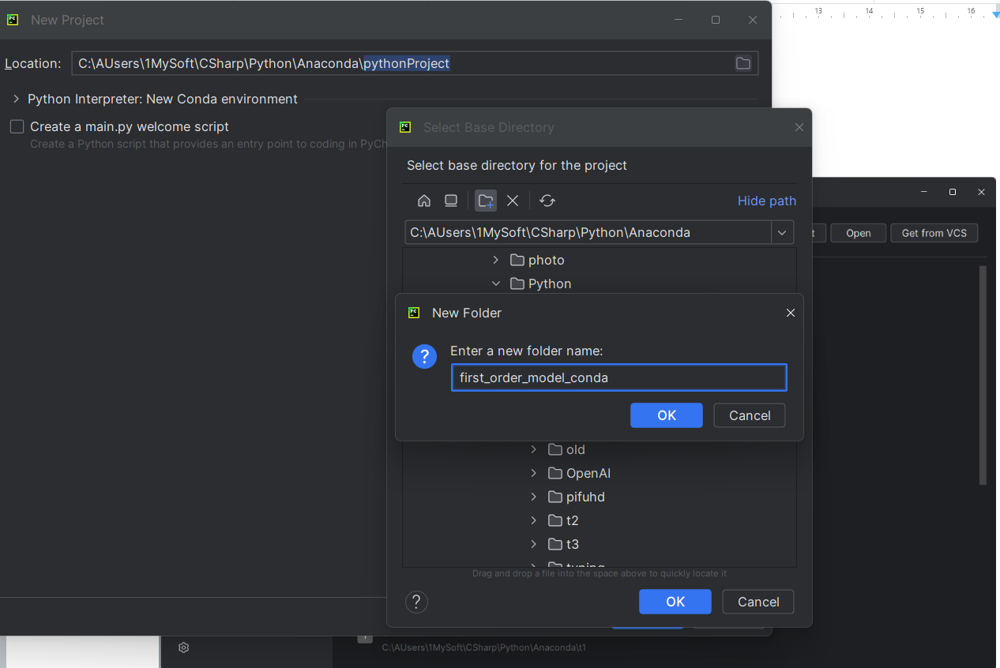 New Project
13 14 15 16
Location: C:\AUsers\1MySoft\CSharp\Python\Anaconda\pythonProject
Python Interpreter: New Conda environment
Create a main.py welcome script
Create a Python script that provides an entry point to coding in PyCh
Select Base Directory
Select base directory for the project
Hide path
C:\AUsers\1MySoft\CSharp\Python\Anaconda
t Open Get from VCS
photo
Python
New Folder
Enter a new folder name:
?
first_order_model_conda
OK Cancel
old
OpenAI
pifuhd
t2
t3
tuning
Drag and drop a file into the space above to quickly locate it
? OK Cancel
C:\AUsers\1MySoft\CSharp\Python\Anaconda\t1